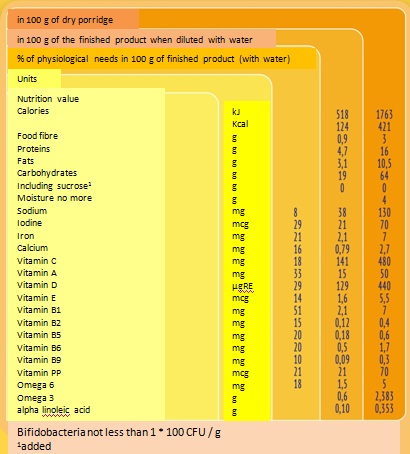 in 100 g of dry porridge
in 100 g of the finished product when diluted with water
% of physiological needs in 100 g of finished product (with water)
Units
Nutrition value
Calories kJ 518 1763
Kcal 124 421
Food fibre g 0,9 3
Proteins g 4,7 16
Fats g 3,1 10,5
Carbohydrates g 19 64
Including sucrose¹ g 0 0
Moisture no more g 4
Sodium mg 8 38 130
Iodine mcg 29 21 70
Iron mg 21 2,1 7
Calcium mg 16 0,79 2,7
Vitamin C mg 18 141 480
Vitamin A mg 33 15 50
Vitamin D µgRE 29 129 440
Vitamin E mcg 14 1,6 5,5
Vitamin B1 mg 51 2,1 7
Vitamin B2 mg 15 0,12 0,4
Vitamin B5 mg 20 0,18 0,6
Vitamin B6 mg 20 0,5 1,7
Vitamin B9 mg 10 0,09 0,3
Vitamin PP mcg 21 21 70
Omega 6 mg 18 1,5 5
Omega 3 g 0,6 2,383
alpha linoleic acid g 0,10 0,353
Bifidobacteria not less than 1 * 100 CFU / g
¹added